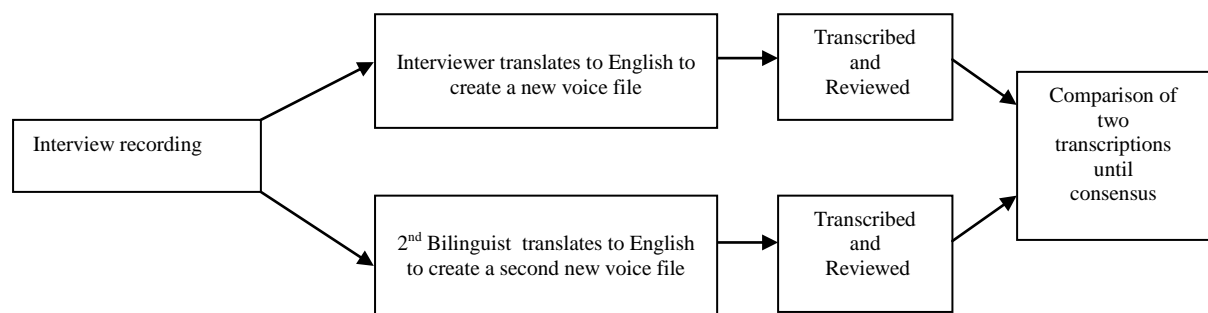 Interview recording
Interviewer translates to English to
create a new voice file
Transcribed
and
Reviewed
2nd Bilinguist translates to English
to create a second new voice file
Transcribed
and
Reviewed
Comparison of
two
transcriptions
until
consensus